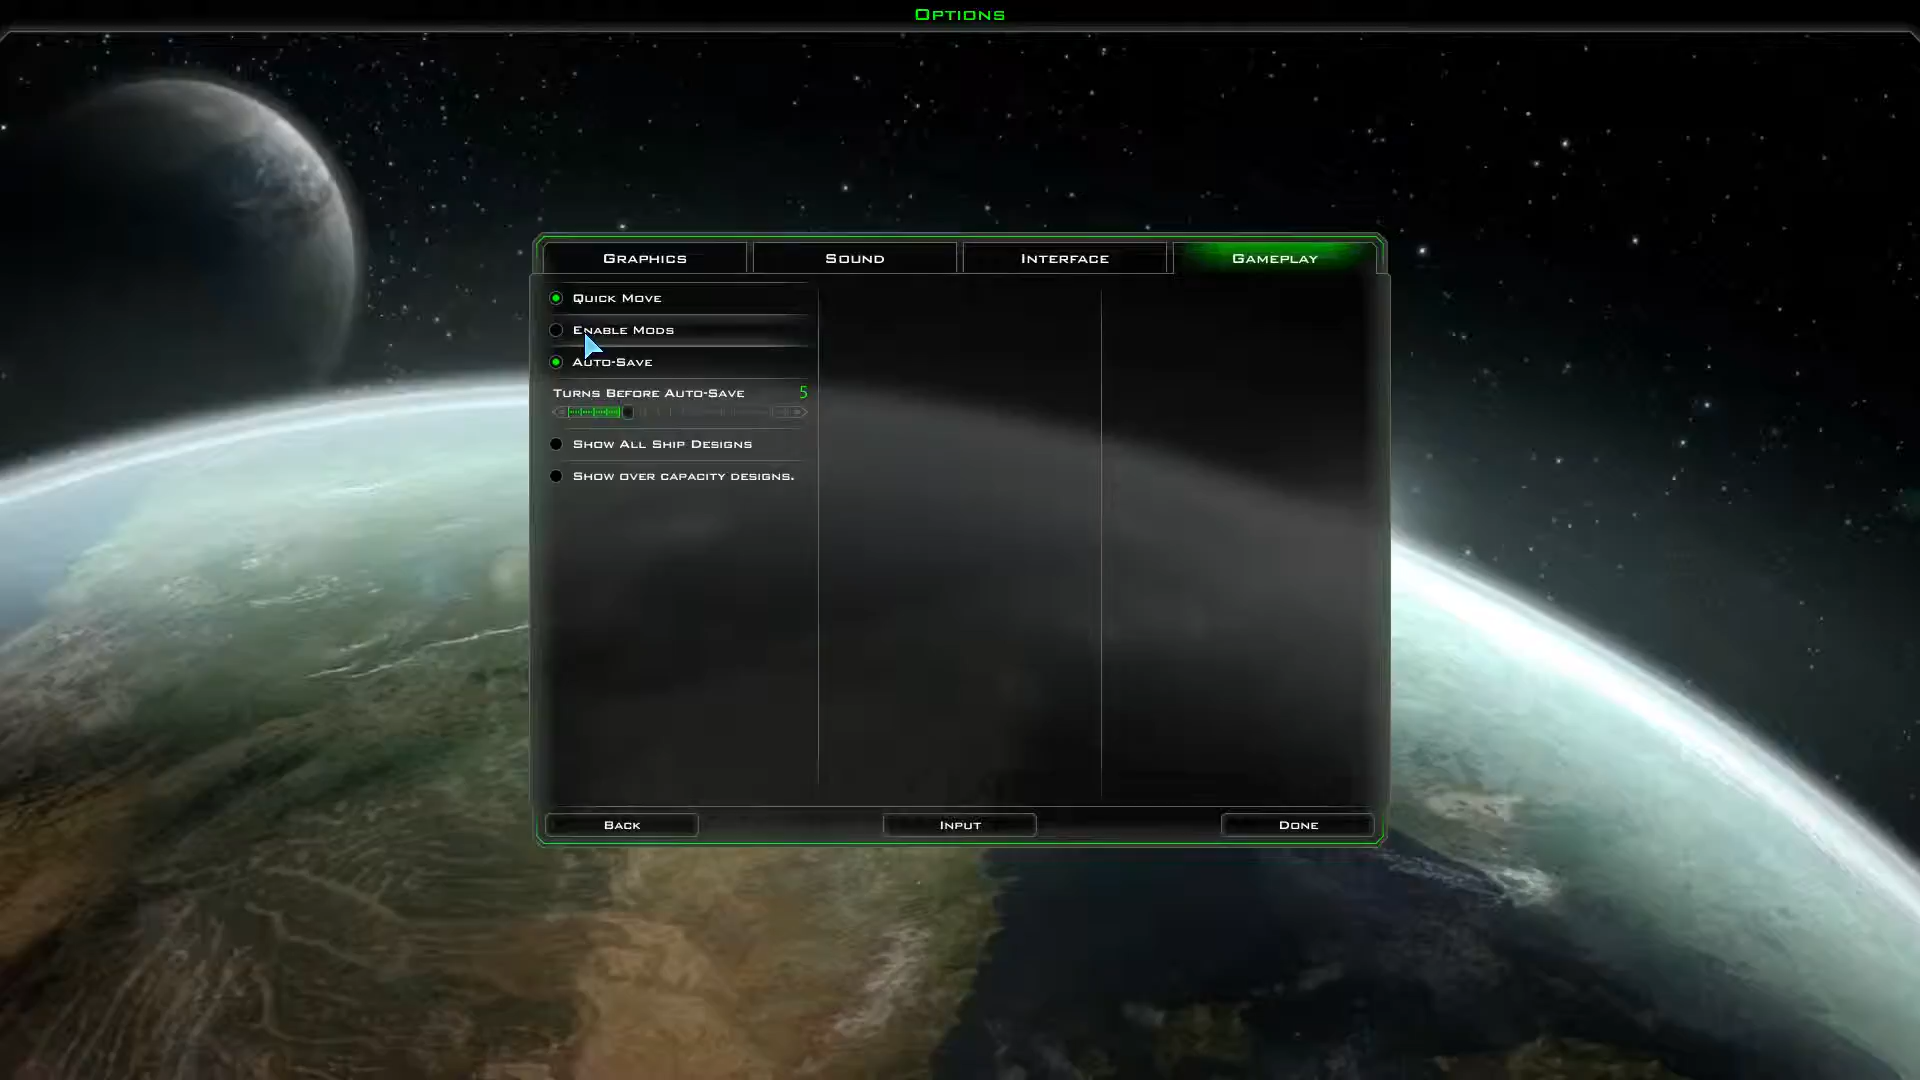 Options
Graphics
Sound
Interface
Gameplay
Quick Move
Enable Mods
Auto-Save
Turns Before Auto-Save 5
Show All Ship Designs
Show over capacity designs.
Back
Input
Done